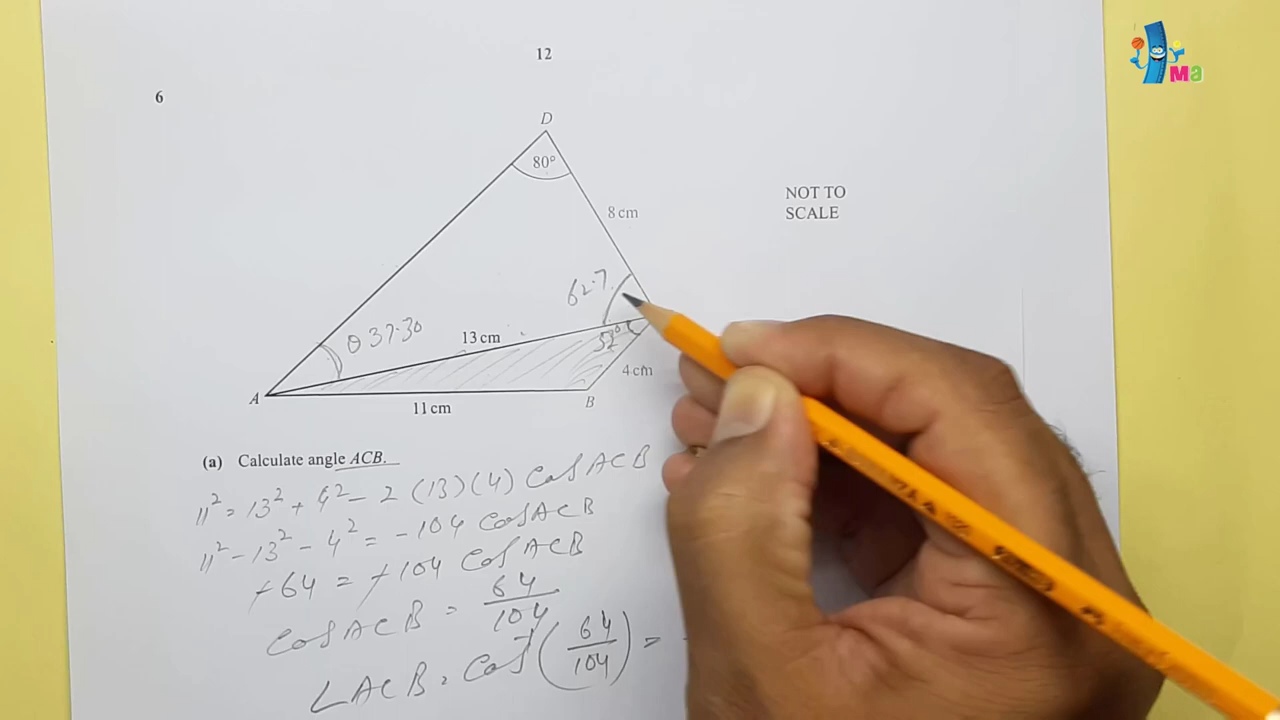 12
6
D
80°
NOT TO
SCALE
8 cm
62.7
θ 37.30
13 cm
52°
4 cm
A
B
11 cm
(a) Calculate angle ACB.
11² = 13² + 4² - 2 (13) (4) Cos ACB
11² - 13² - 4² = -104 Cos ACB
+64 = +104 Cos ACB
Cos ACB = 64/104
∠ACB = Cos⁻¹ (64/104) =
Ma